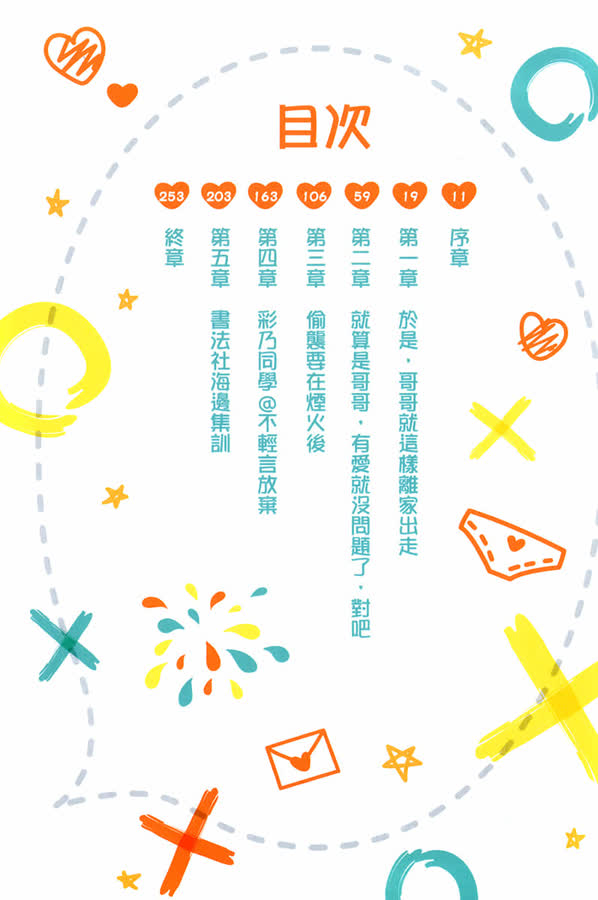 目次
11 序章
19 第一章 於是，哥哥就這樣離家出走
59 第二章 就算是哥哥，有愛就沒問題了，對吧
106 第三章 偷襲要在煙火後
163 第四章 彩乃同學@不輕言放棄
203 第五章 書法社海邊集訓
253 終章